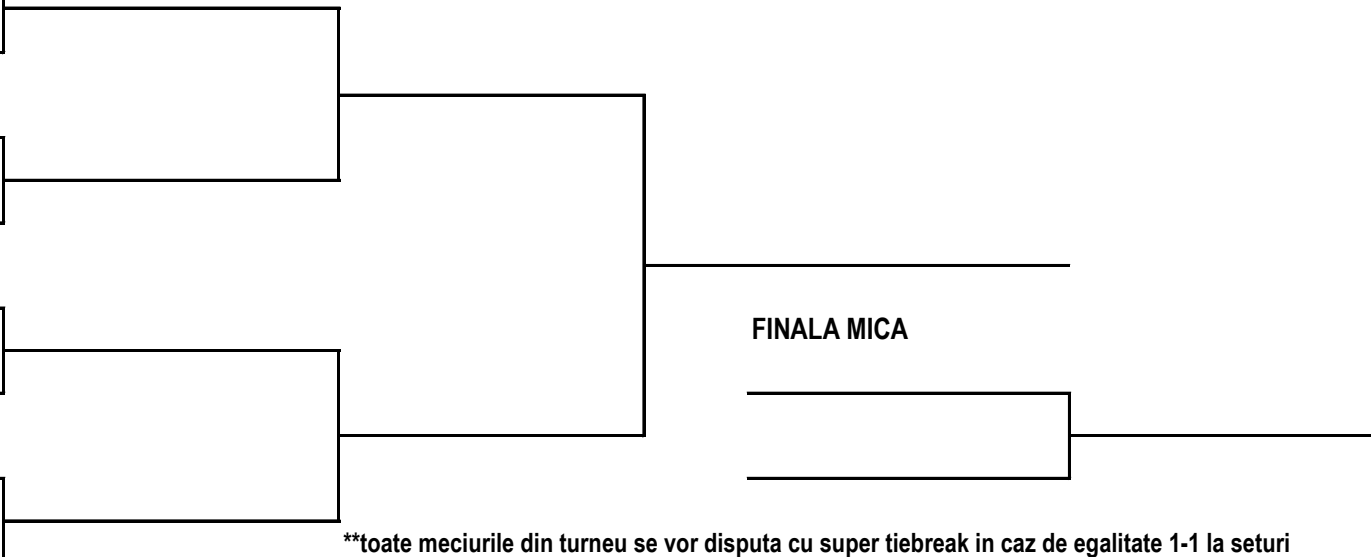 FINALA MICA
**toate meciurile din turneu se vor disputa cu super tiebreak in caz de egalitate 1-1 la seturi